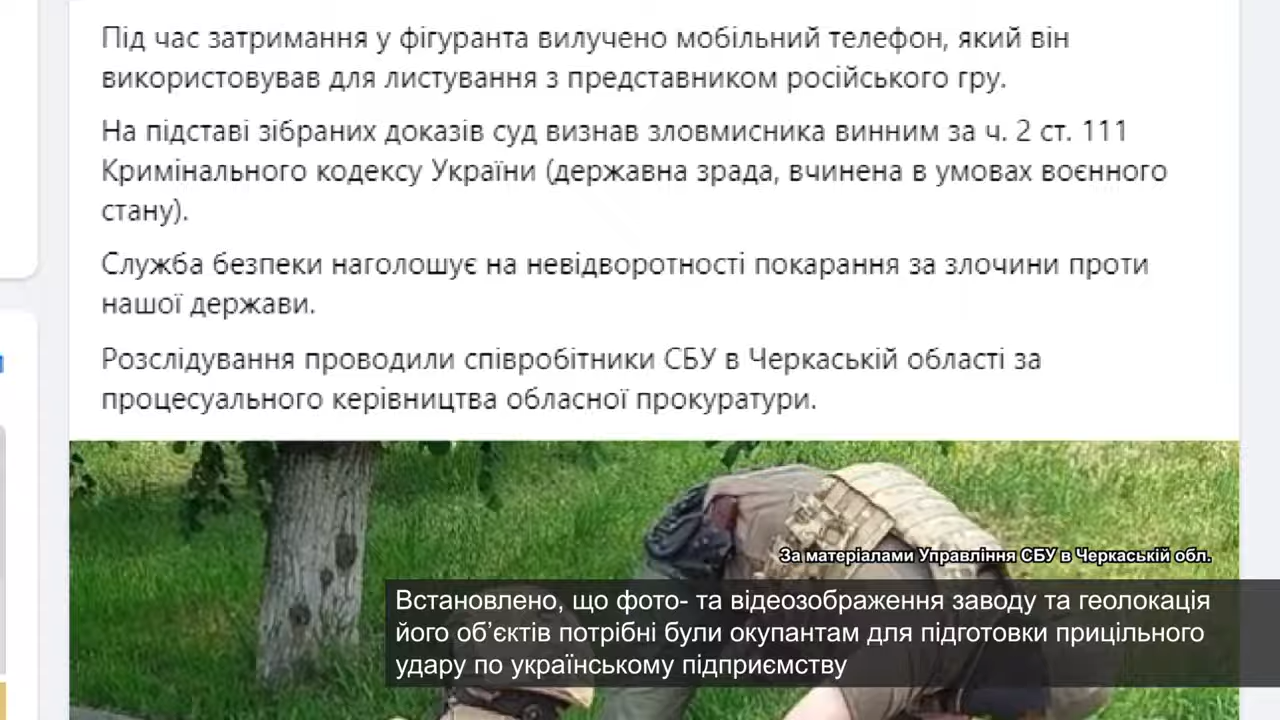 Під час затримання у фігуранта вилучено мобільний телефон, який він
використовував для листування з представником російського гру.
На підставі зібраних доказів суд визнав зловмисника винним за ч. 2 ст. 111
Кримінального кодексу України (державна зрада, вчинена в умовах воєнного
стану).
Служба безпеки наголошує на невідворотності покарання за злочини проти
нашої держави.
Розслідування проводили співробітники СБУ в Черкаській області за
процесуального керівництва обласної прокуратури.
За матеріалами Управління СБУ в Черкаській обл.
Встановлено, що фото- та відеозображення заводу та геолокація
його об’єктів потрібні були окупантам для підготовки прицільного
удару по українському підприємству